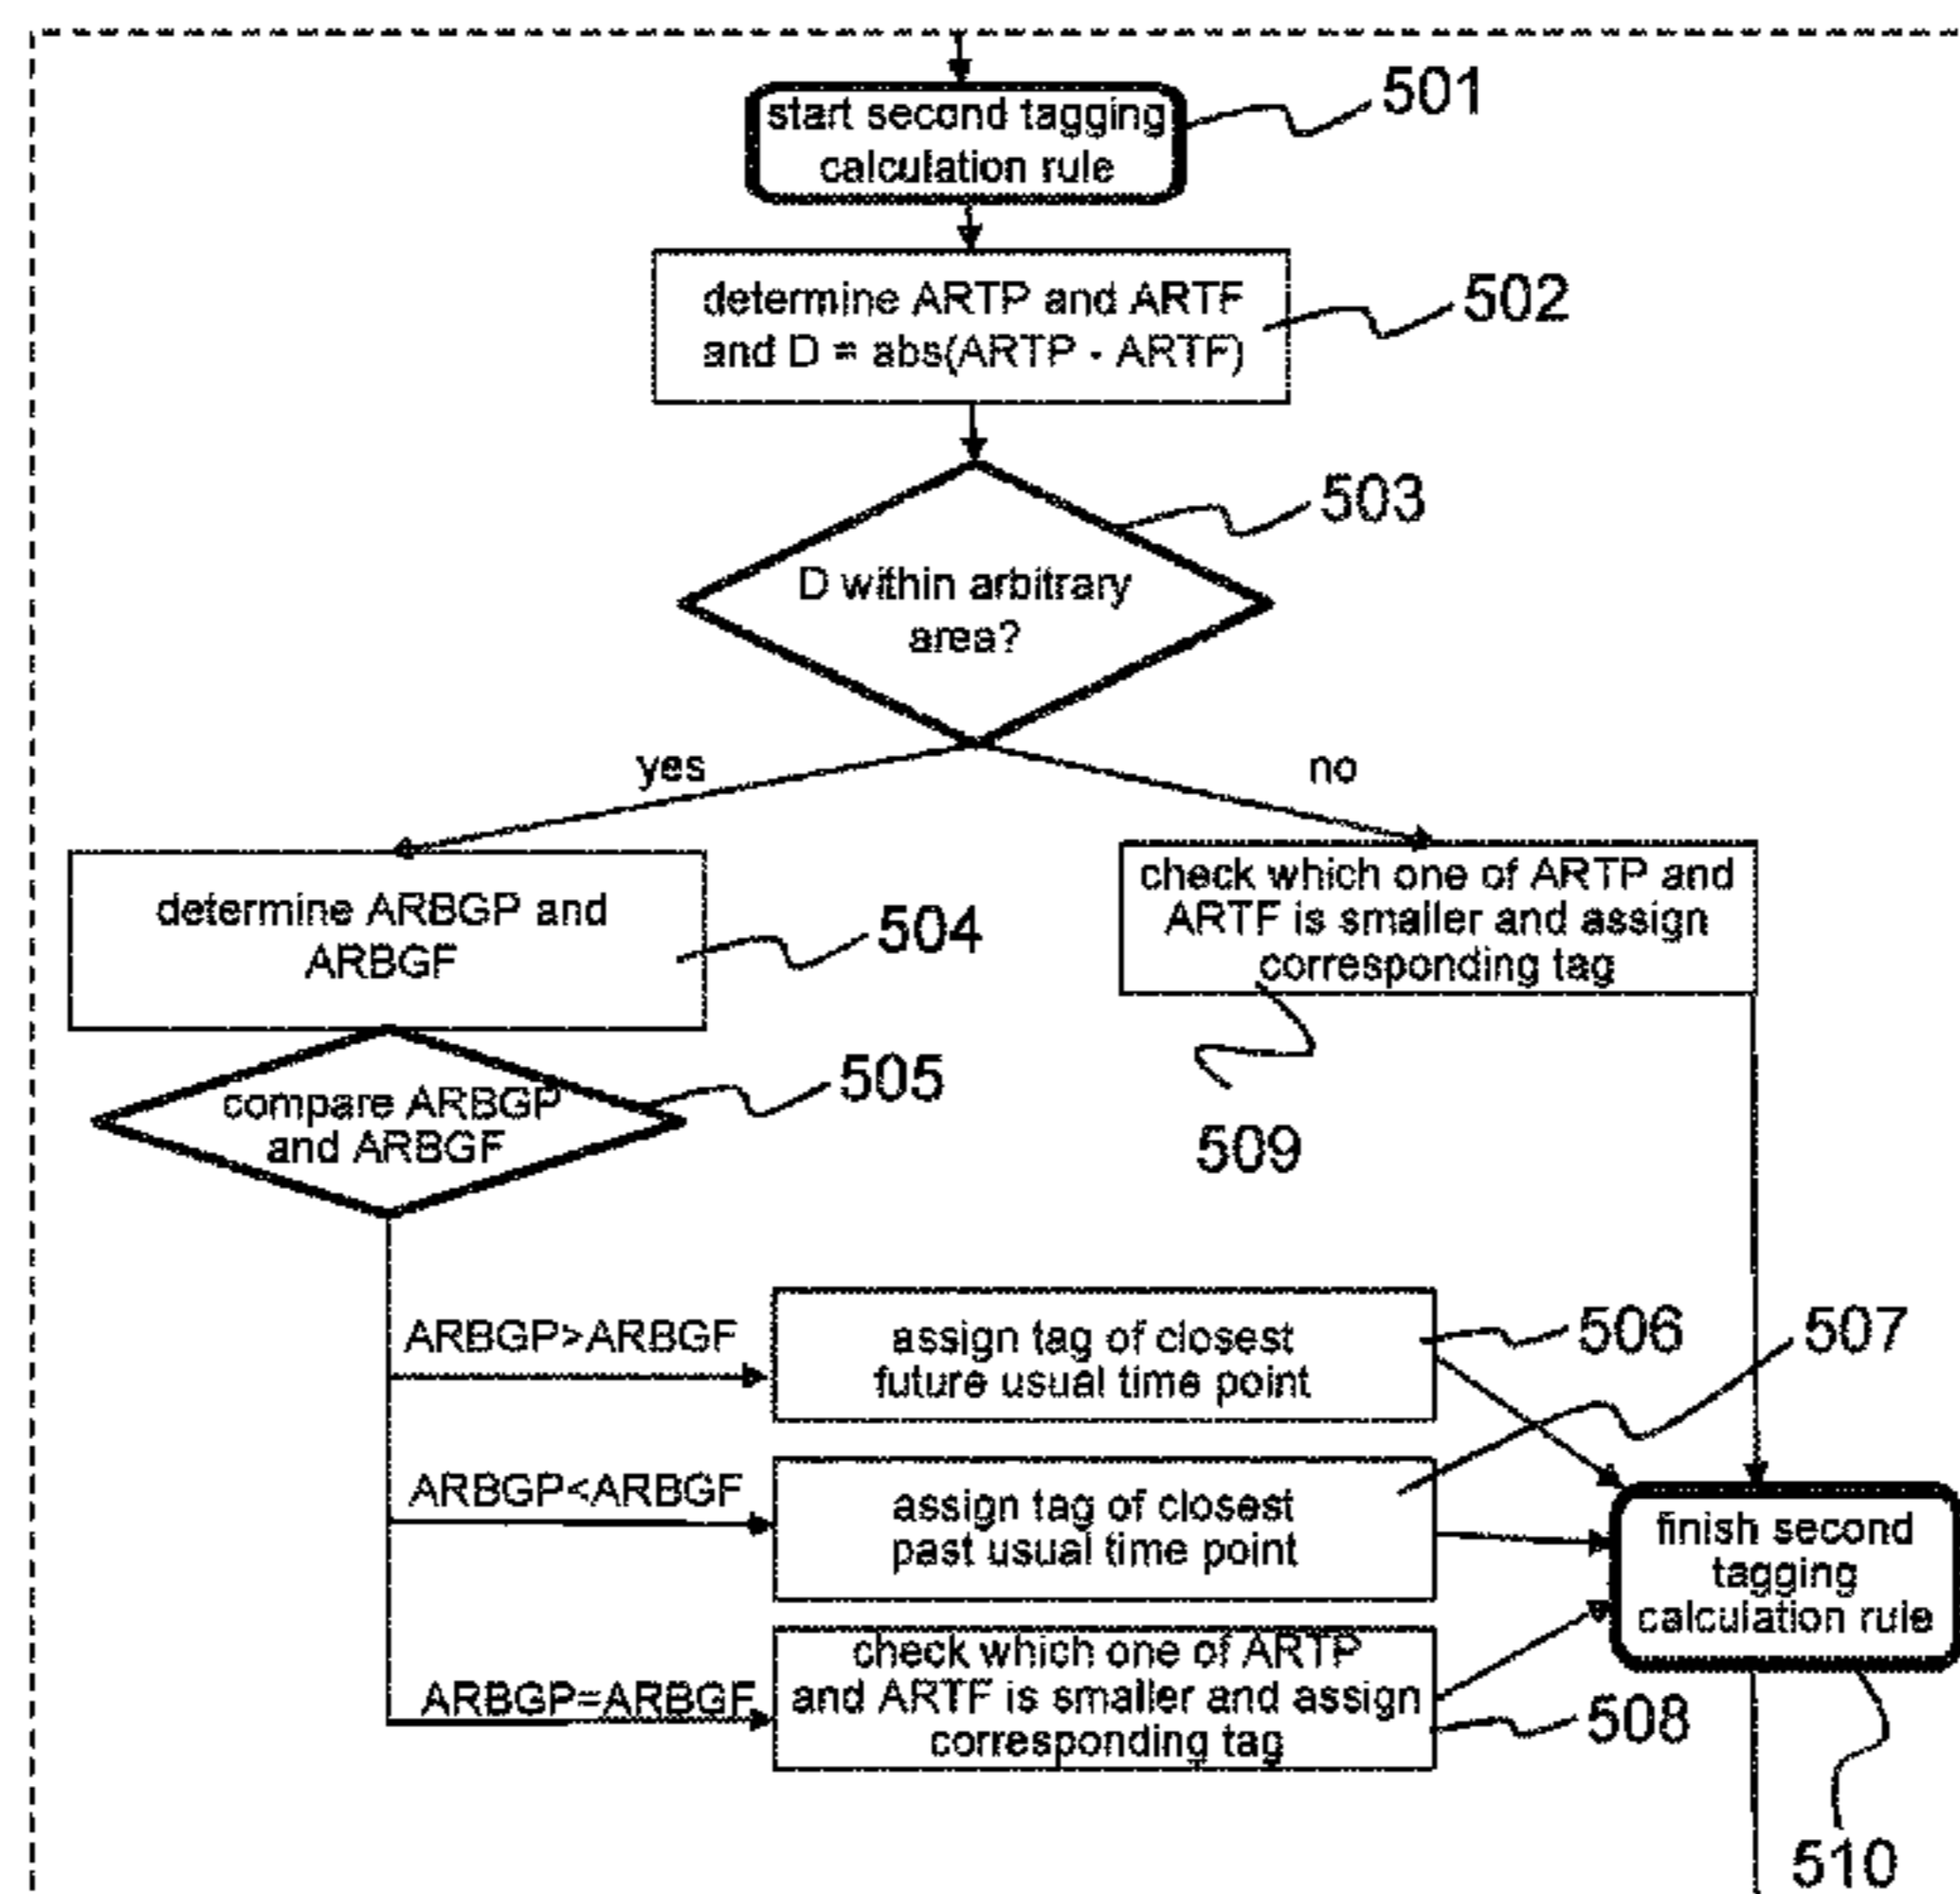 start second tagging
calculation rule
501
determine ARTP and ARTF
and D = abs(ARTP - ARTF)
502
503
D within arbitrary
area?
yes
no
determine ARBGP and
ARBGF
504
check which one of ARTP and
ARTF is smaller and assign
corresponding tag
509
compare ARBGP
and ARBGF
505
ARBGP>ARBGF
assign tag of closest
future usual time point
506
507
ARBGP<ARBGF
assign tag of closest
past usual time point
finish second
tagging
calculation rule
ARBGP=ARBGF
check which one of ARTP
and ARTF is smaller and assign
corresponding tag
508
510